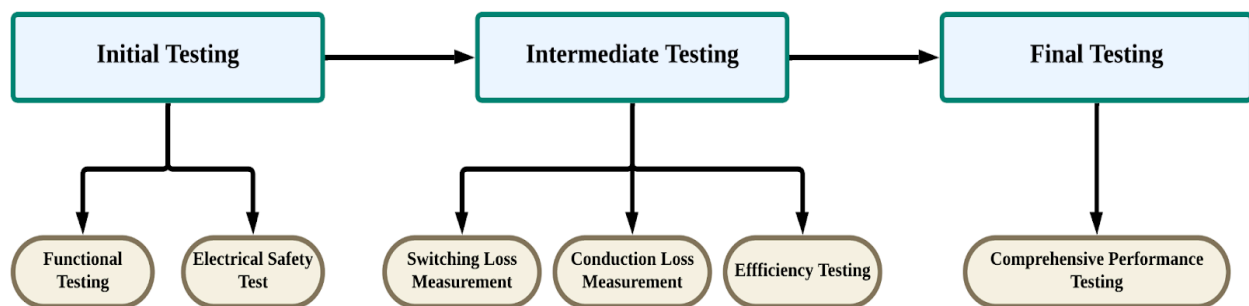 Initial Testing
Intermediate Testing
Final Testing
Functional
Testing
Electrical Safety
Test
Switching Loss
Measurement
Conduction Loss
Measurement
Effficiency Testing
Comprehensive Performance
Testing